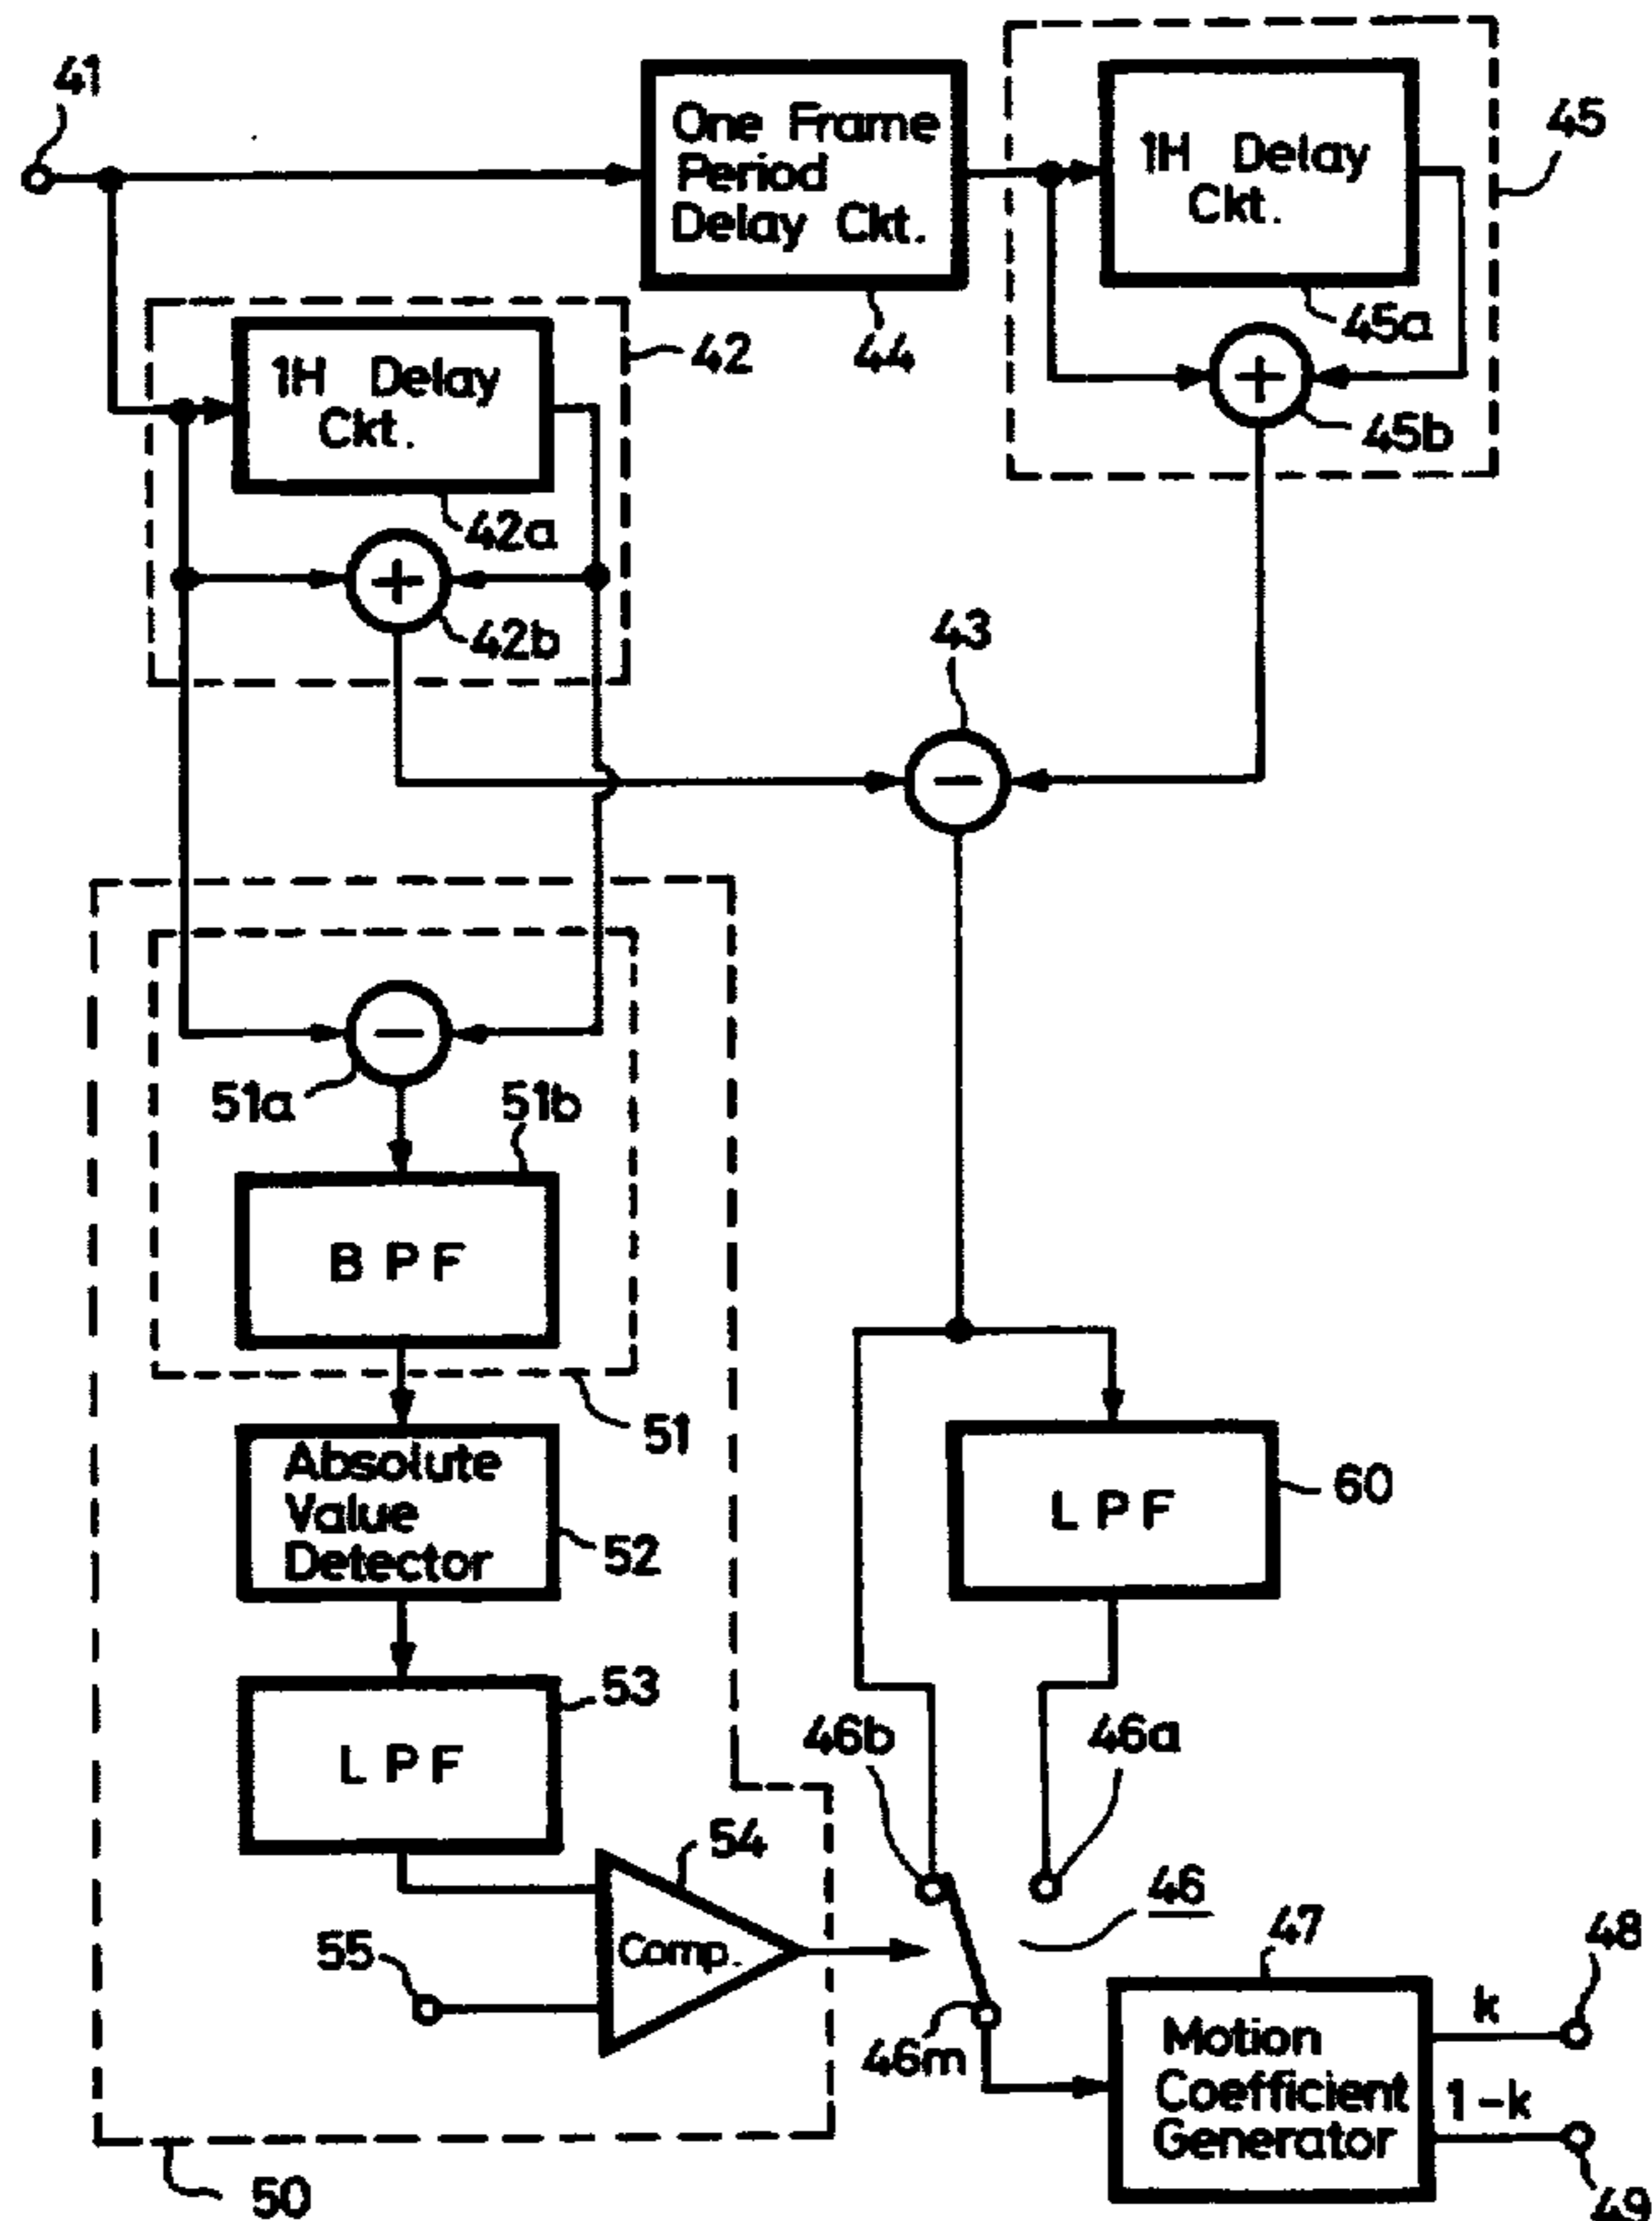 41
One Frame
Period
Delay Ckt.
44
1H Delay
Ckt.
45
45a
45b
1H Delay
Ckt.
42
42a
42b
43
51a
51b
BPF
51
Absolute
Value
Detector
52
LPF
60
53
LPF
46b
46a
54
46
55
Comp.
46m
47
48
Motion
Coefficient
Generator
k
1-k
49
50